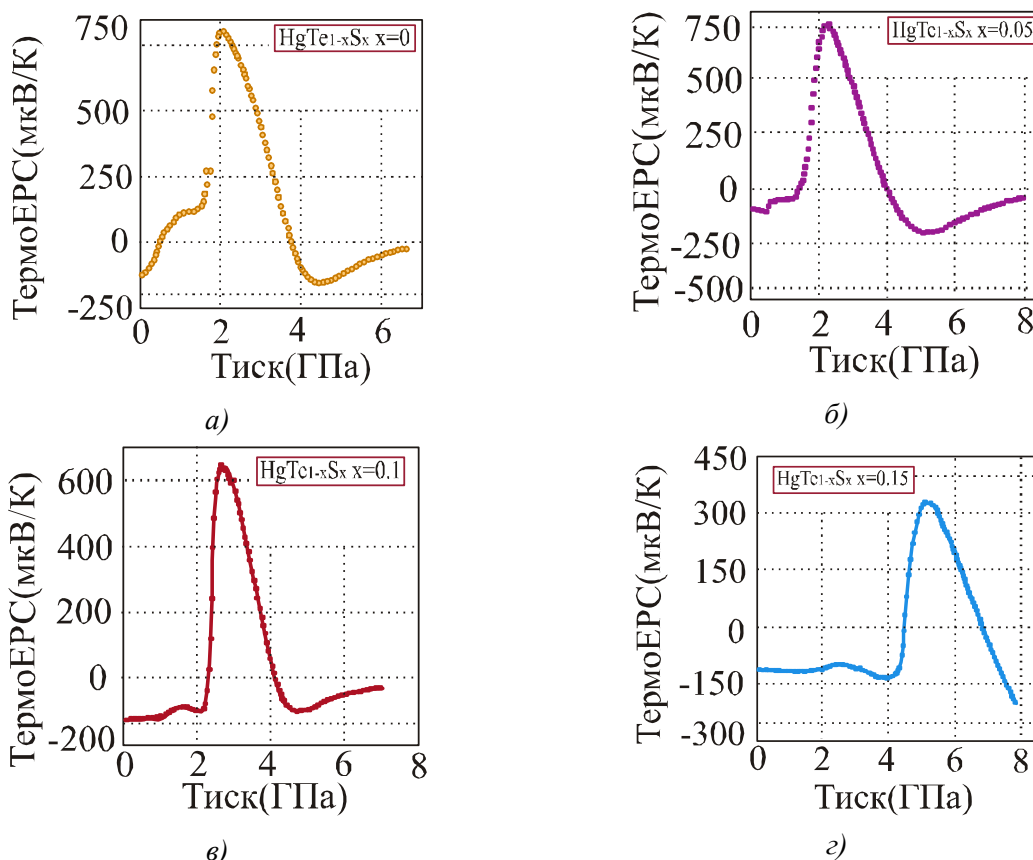 ТермоЕРС(мкВ/К)
750
500
250
0
-250
HgTe1-xSx x=0
0 2 4 6
Тиск(ГПа)
а)
ТермоЕРС(мкВ/К)
750
500
250
0
-250
-500
HgTe1-xSx x=0.05
0 2 4 6 8
Тиск(ГПа)
б)
ТермоЕРС(мкВ/К)
600
400
200
0
-200
HgTe1-xSx x=0.1
0 2 4 6 8
Тиск(ГПа)
в)
ТермоЕРС(мкВ/К)
450
300
150
0
-150
-300
HgTe1-xSx x=0.15
0 2 4 6 8
Тиск(ГПа)
г)